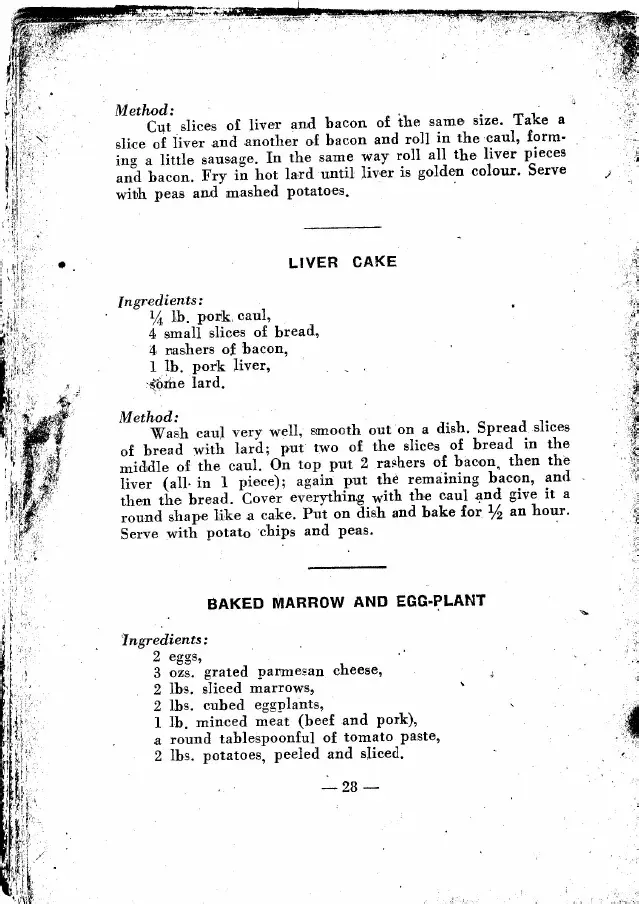 Method:
Cut slices of liver and bacon of the same size. Take a
slice of liver and another of bacon and roll in the caul, form-
ing a little sausage. In the same way roll all the liver pieces
and bacon. Fry in hot lard until liver is golden colour. Serve
with peas and mashed potatoes.
LIVER CAKE
Ingredients:
¼ lb. pork caul,
4 small slices of bread,
4 rashers of bacon,
1 lb. pork liver,
some lard.
Method:
Wash caul very well, smooth out on a dish. Spread slices
of bread with lard; put two of the slices of bread in the
middle of the caul. On top put 2 rashers of bacon, then the
liver (all in 1 piece); again put the remaining bacon, and
then the bread. Cover everything with the caul and give it a
round shape like a cake. Put on dish and bake for ½ an hour.
Serve with potato chips and peas.
BAKED MARROW AND EGG-PLANT
Ingredients:
2 eggs,
3 ozs. grated parmesan cheese,
2 lbs. sliced marrows,
2 lbs. cubed eggplants,
1 lb. minced meat (beef and pork),
a round tablespoonful of tomato paste,
2 lbs. potatoes, peeled and sliced.
— 28 —